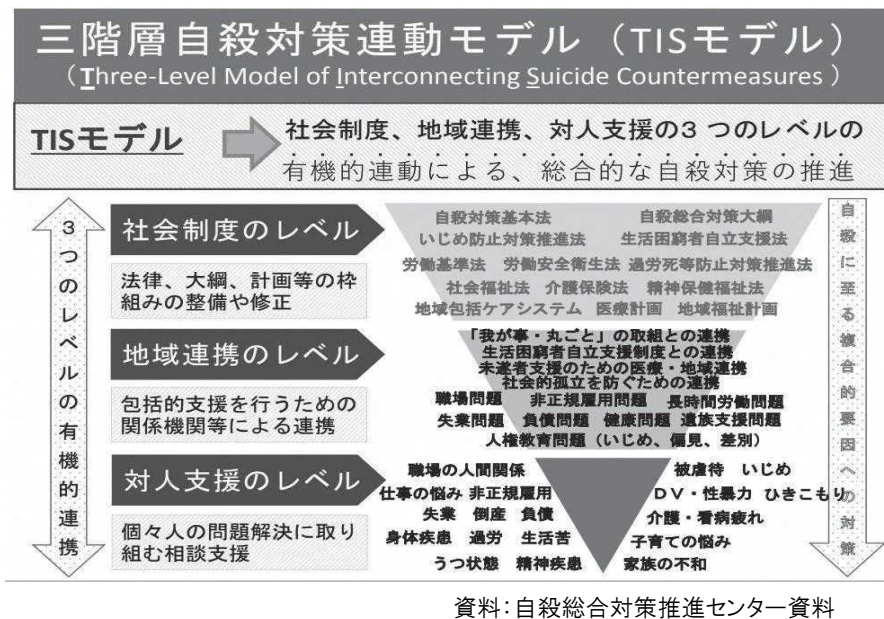 三階層自殺対策連動モデル（TISモデル）
（Three-Level Model of Interconnecting Suicide Countermeasures）
TISモデル
社会制度、地域連携、対人支援の3 つのレベルの
有機的連動による、総合的な自殺対策の推進
3つのレベルの有機的連携
社会制度のレベル
法律、大綱、計画等の枠
組みの整備や修正
自殺対策基本法 自殺総合対策大綱
いじめ防止対策推進法 生活困窮者自立支援法
労働基準法 労働安全衛生法 過労死等防止対策推進法
社会福祉法 介護保険法 精神保健福祉法
地域包括ケアシステム 医療計画 地域福祉計画
地域連携のレベル
包括的支援を行うための
関係機関等による連携
「我が事・丸ごと」の取組との連携
生活困窮者自立支援制度との連携
未遂者支援のための医療・地域連携
社会的孤立を防ぐための連携
職場問題 非正規雇用問題 長時間労働問題
失業問題 負債問題 健康問題 遺族支援問題
人権教育問題（いじめ、偏見、差別）
対人支援のレベル
個々人の問題解決に取り
組む相談支援
職場の人間関係 被虐待 いじめ
仕事の悩み 非正規雇用 ＤＶ・性暴力 ひきこもり
失業 倒産 負債 介護・看病疲れ
身体疾患 過労 生活苦 子育ての悩み
うつ状態 精神疾患 家族の不和
自殺に至る複合的要因への対策
資料：自殺総合対策推進センター資料